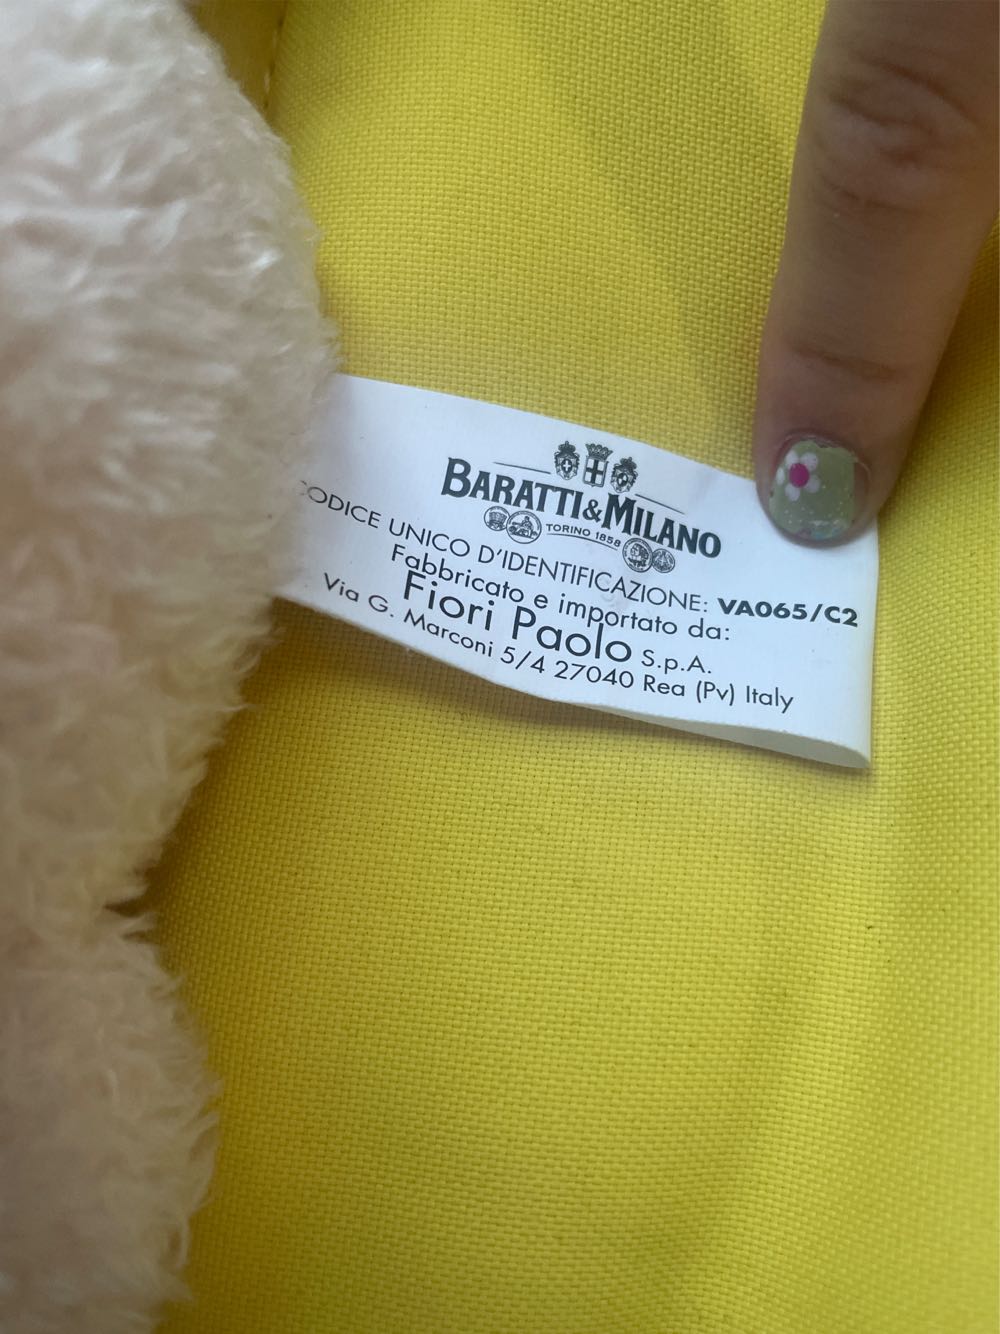 BARATTI&MILANO
TORINO 1858
CODICE UNICO D'IDENTIFICAZIONE: VA065/C2
Fabbricato e importato da:
Fiori Paolo S.p.A.
Via G. Marconi 5/4 27040 Rea (Pv) Italy